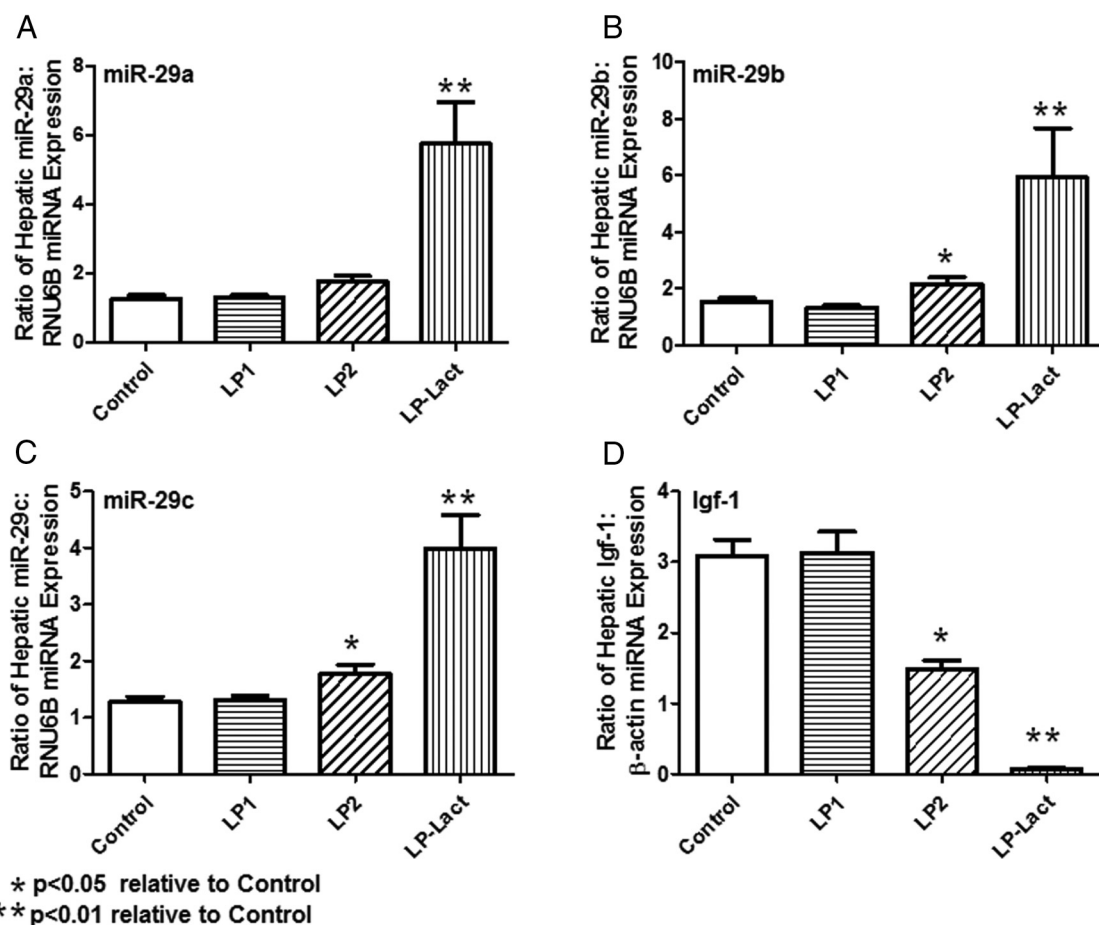 A
miR-29a
Ratio of Hepatic miR-29a:
RNU6B miRNA Expression
8
6
4
2
0
**
Control
LP1
LP2
LP-Lact
B
miR-29b
Ratio of Hepatic miR-29b:
RNU6B miRNA Expression
10
8
6
4
2
0
*
**
Control
LP1
LP2
LP-Lact
C
miR-29c
Ratio of Hepatic miR-29c:
RNU6B miRNA Expression
5
4
3
2
1
0
*
**
Control
LP1
LP2
LP-Lact
D
Igf-1
Ratio of Hepatic Igf-1:
β-actin miRNA Expression
4
3
2
1
0
*
**
Control
LP1
LP2
LP-Lact
* p<0.05 relative to Control
** p<0.01 relative to Control